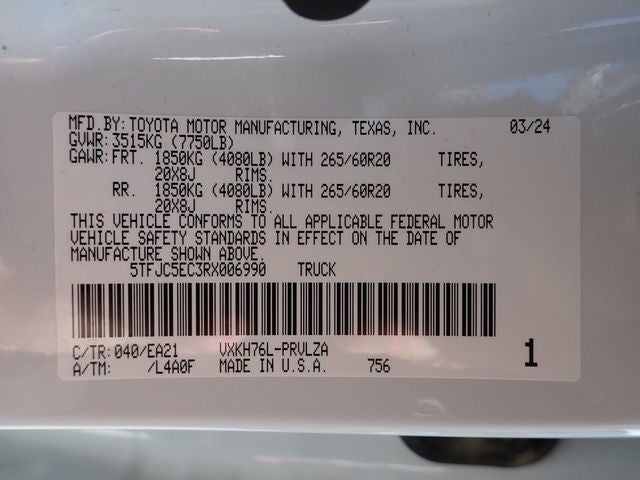 MFD.BY:TOYOTA MOTOR MANUFACTURING, TEXAS, INC. 03/24
GVWR:3515KG (7750LB)
GAWR:FRT. 1850KG (4080LB) WITH 265/60R20 TIRES,
20X8J RIMS.
RR. 1850KG (4080LB) WITH 265/60R20 TIRES,
20X8J RIMS.
THIS VEHICLE CONFORMS TO ALL APPLICABLE FEDERAL MOTOR
VEHICLE SAFETY STANDARDS IN EFFECT ON THE DATE OF
MANUFACTURE SHOWN ABOVE.
5TFJC5EC3RX006990 TRUCK
C/TR:040/EA21 VXKH76L-PRVLZA
A/TM: /L4A0F MADE IN U.S.A. 756 1